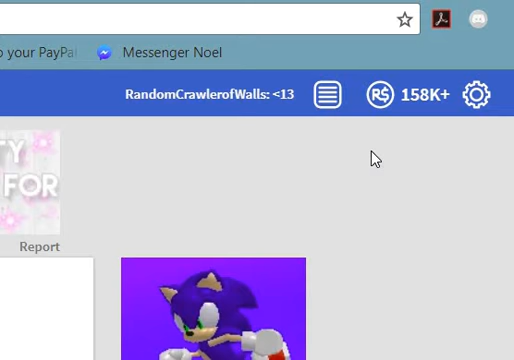 o your PayPal
Messenger Noel
RandomCrawlerofWalls: <13
R$ 158K+
TY
FOR
Report